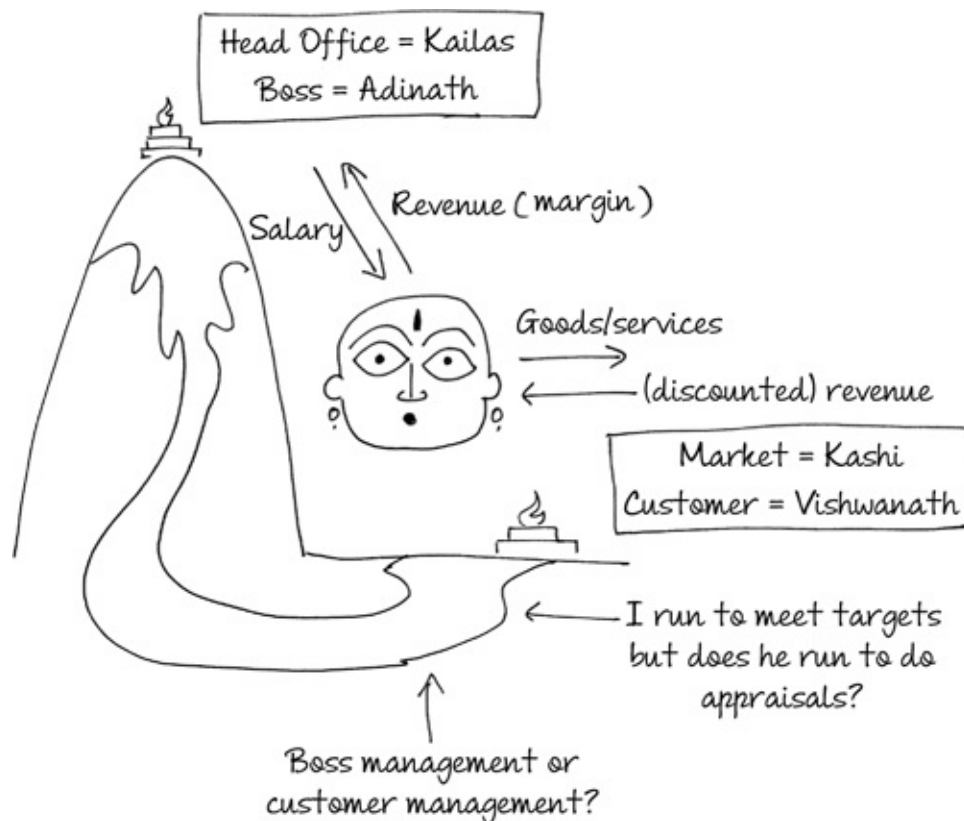 Head Office = Kailas
Boss = Adinath
Revenue (margin)
Salary
Goods/services
(discounted) revenue
Market = Kashi
Customer = Vishwanath
I run to meet targets
but does he run to do
appraisals?
Boss management or
customer management?